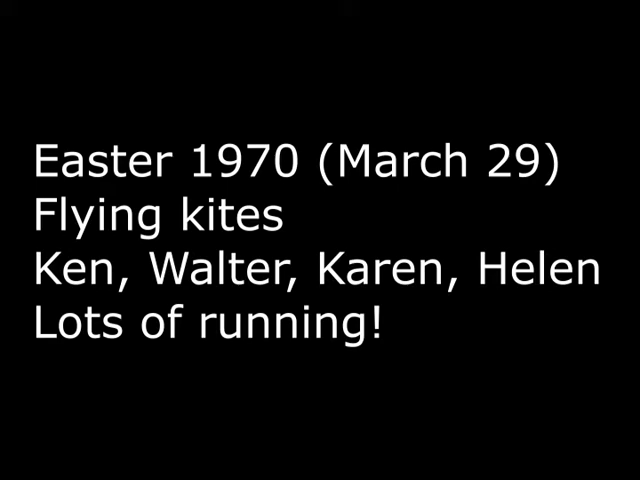 Easter 1970 (March 29)
Flying kites
Ken, Walter, Karen, Helen
Lots of running!